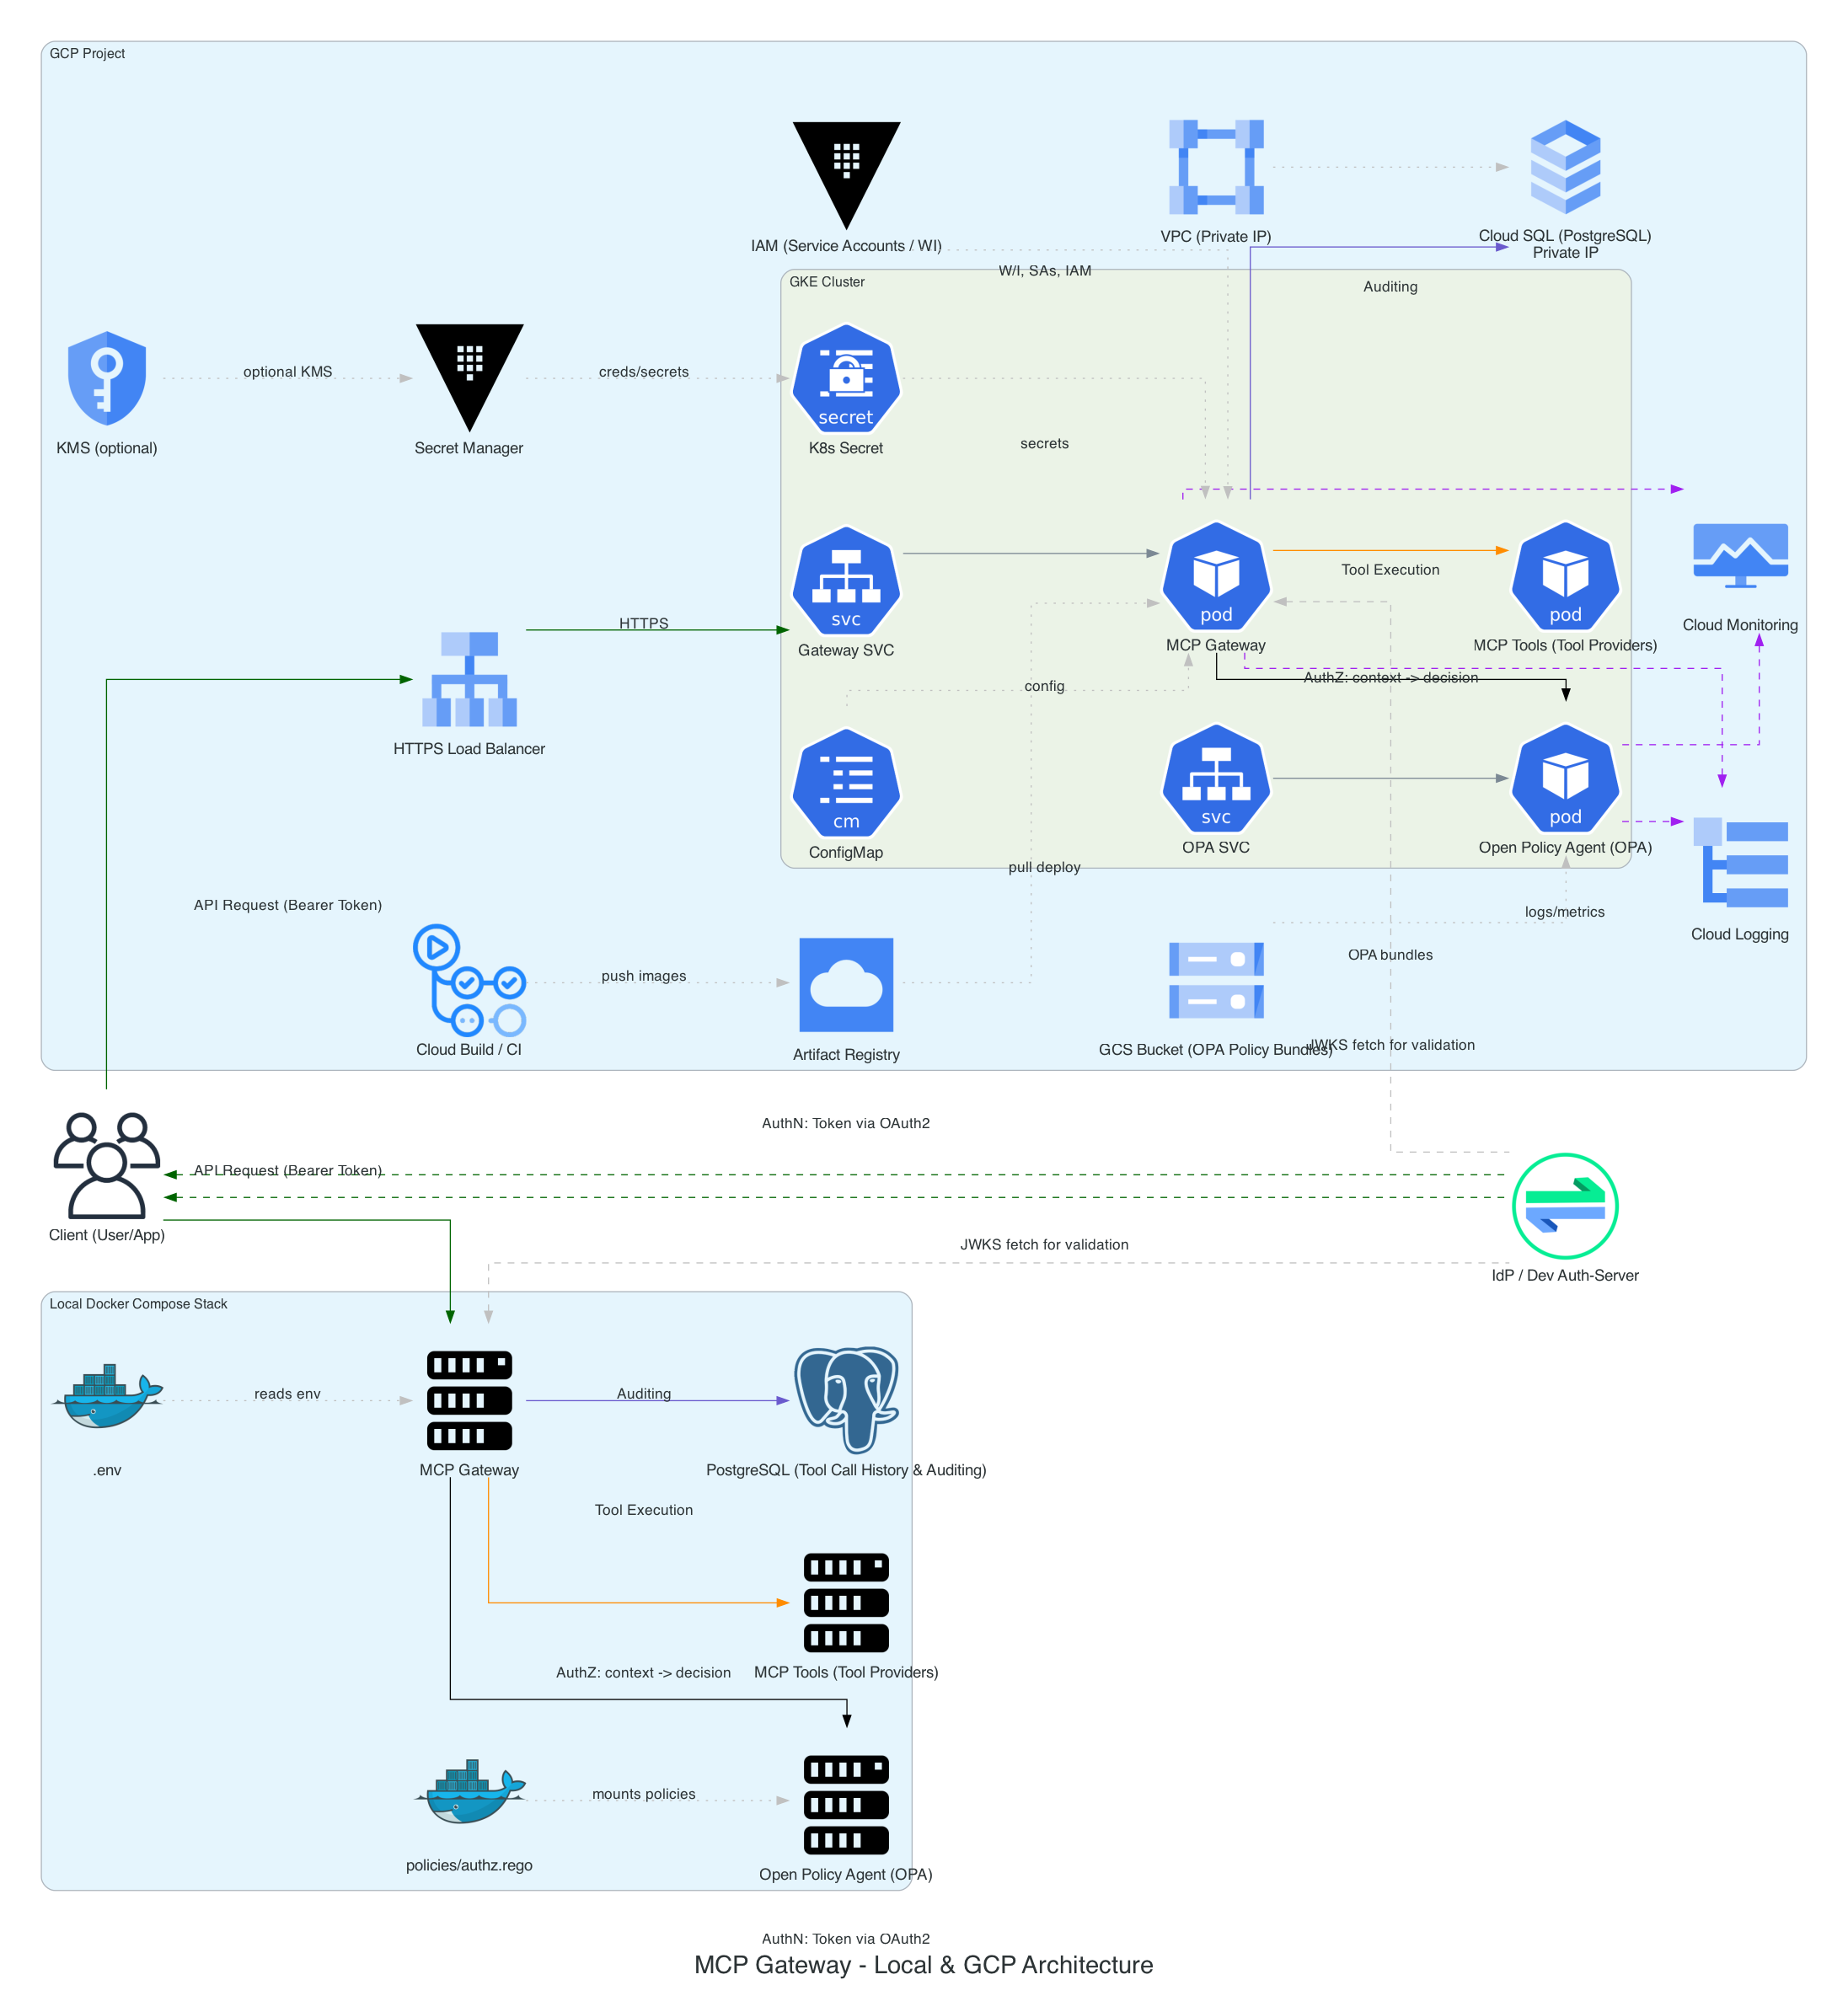 GCP Project
IAM (Service Accounts / WI)
VPC (Private IP)
Cloud SQL (PostgreSQL)
Private IP
W/I, SAs, IAM
GKE Cluster
Auditing
optional KMS
creds/secrets
secret
KMS (optional)
Secret Manager
K8s Secret
secrets
Tool Execution
svc
pod
pod
HTTPS
Gateway SVC
MCP Gateway
MCP Tools (Tool Providers)
Cloud Monitoring
AuthZ: context -> decision
config
HTTPS Load Balancer
cm
svc
pod
ConfigMap
OPA SVC
Open Policy Agent (OPA)
pull deploy
API Request (Bearer Token)
logs/metrics
Cloud Logging
OPA bundles
push images
Cloud Build / CI
Artifact Registry
GCS Bucket (OPA Policy Bundles)
JWKS fetch for validation
AuthN: Token via OAuth2
API Request (Bearer Token)
Client (User/App)
JWKS fetch for validation
IdP / Dev Auth-Server
Local Docker Compose Stack
reads env
Auditing
.env
MCP Gateway
PostgreSQL (Tool Call History & Auditing)
Tool Execution
AuthZ: context -> decision
MCP Tools (Tool Providers)
mounts policies
policies/authz.rego
Open Policy Agent (OPA)
AuthN: Token via OAuth2
MCP Gateway - Local & GCP Architecture